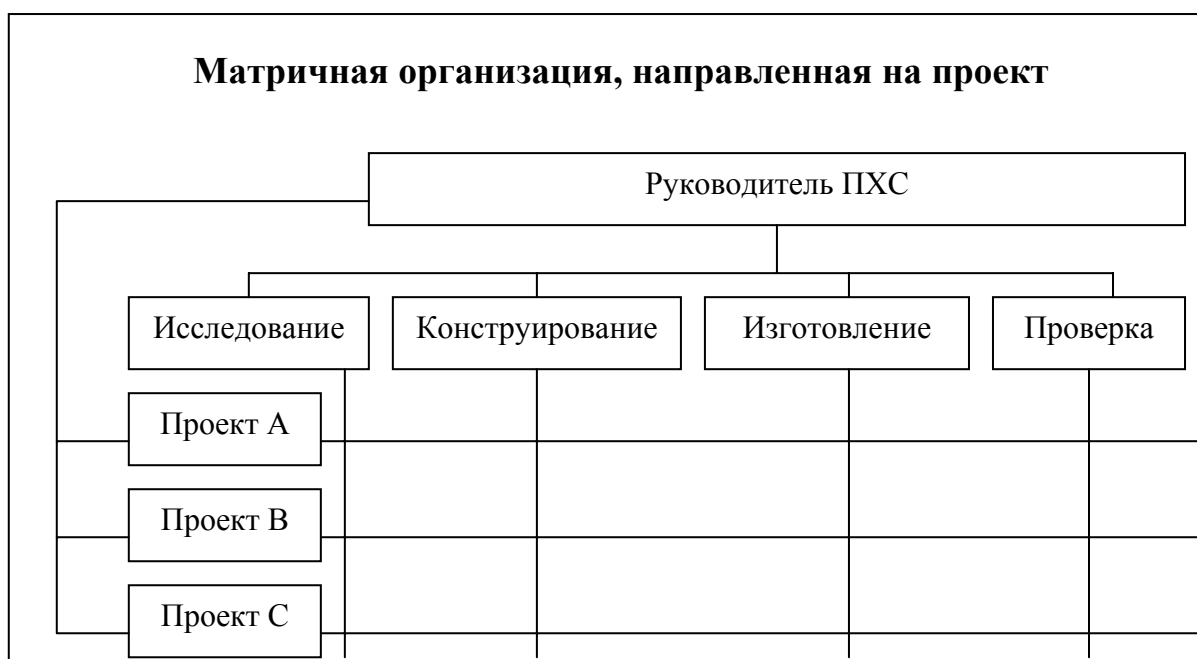 Матричная организация, направленная на проект
Руководитель ПХС
Исследование
Конструирование
Изготовление
Проверка
Проект А
Проект В
Проект С